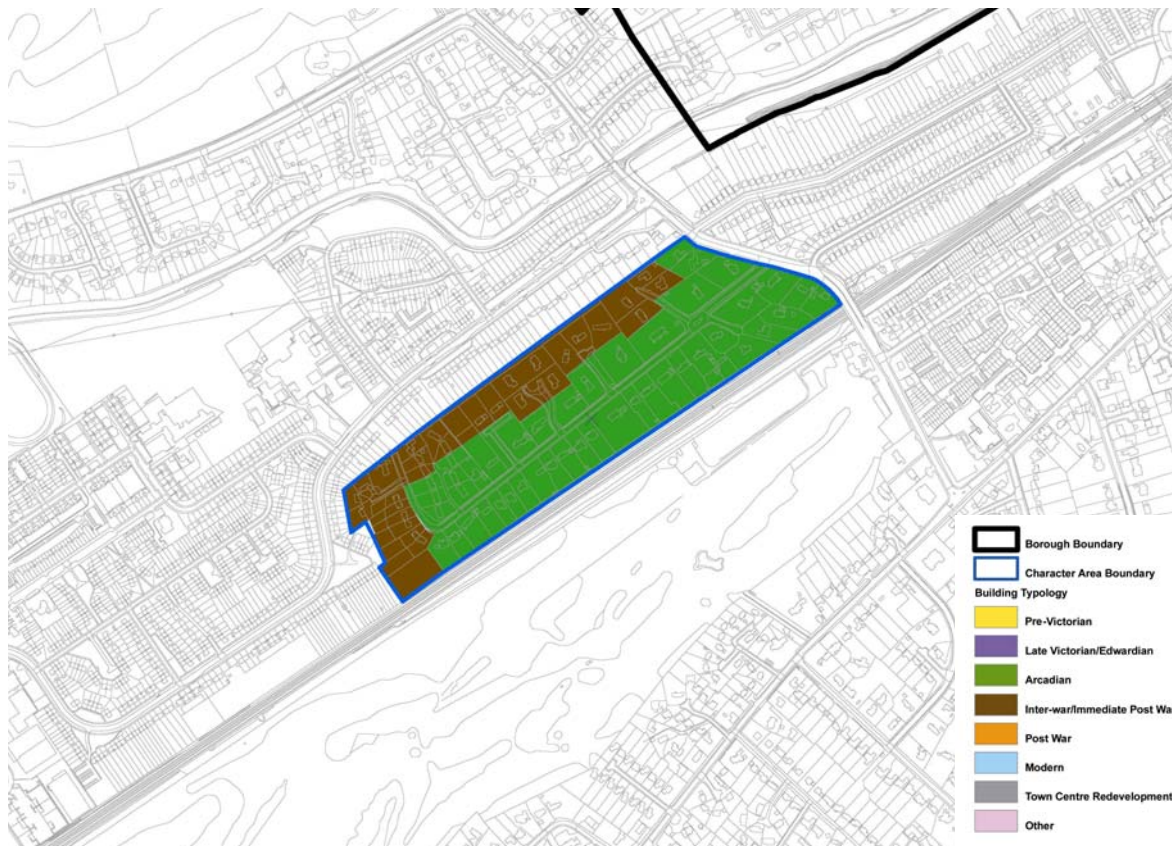 Borough Boundary
Character Area Boundary
Building Typology
Pre-Victorian
Late Victorian/Edwardian
Arcadian
Inter-war/Immediate Post Wa
Post War
Modern
Town Centre Redevelopment
Other